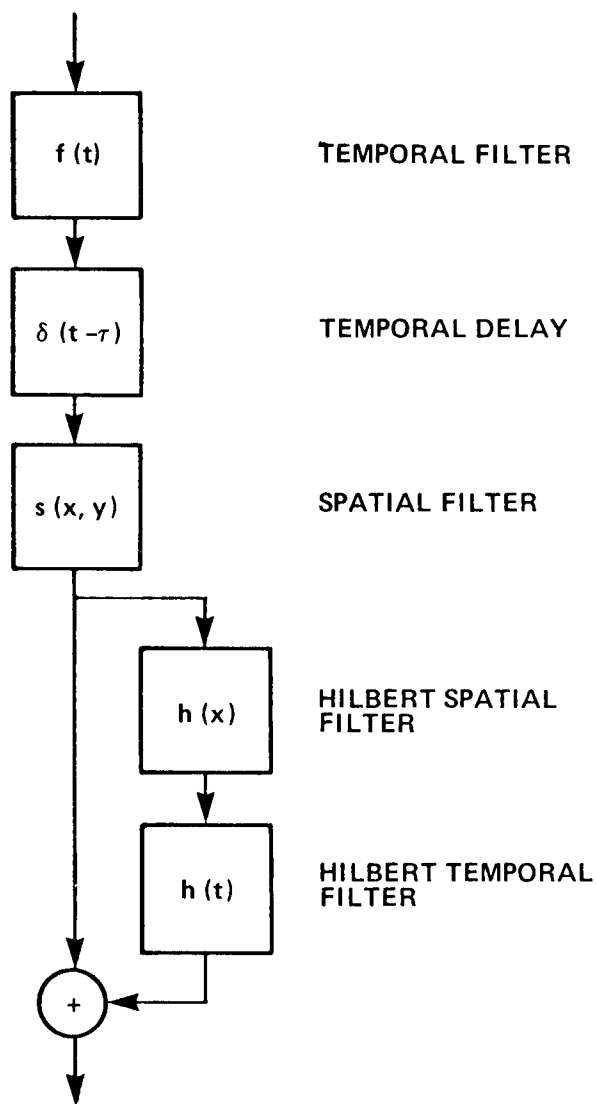 f (t)
TEMPORAL FILTER
δ (t -τ)
TEMPORAL DELAY
s (x, y)
SPATIAL FILTER
h (x)
HILBERT SPATIAL
FILTER
h (t)
HILBERT TEMPORAL
FILTER
+